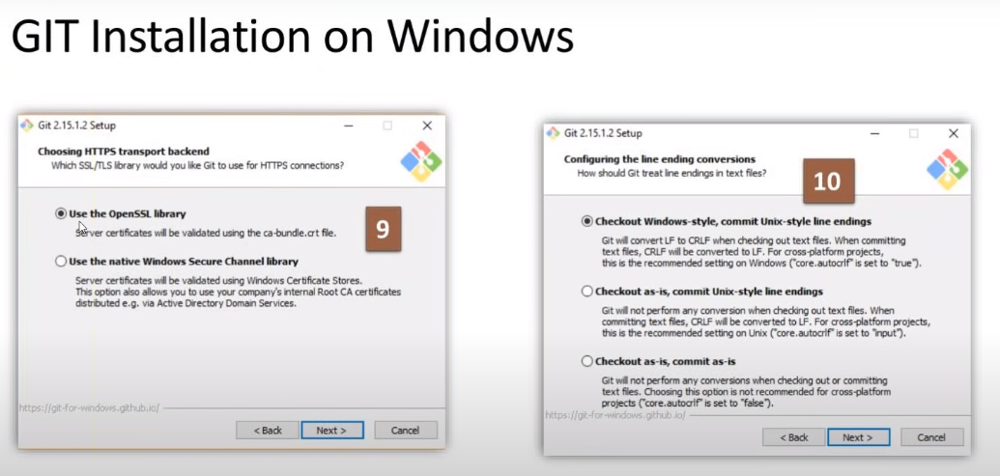 GIT Installation on Windows
Git 2.15.1.2 Setup
Choosing HTTPS transport backend
Which SSL/TLS library would you like Git to use for HTTPS connections?
Use the OpenSSL library
Server certificates will be validated using the ca-bundle.crt file.
9
Use the native Windows Secure Channel library
Server certificates will be validated using Windows Certificate Stores.
This option also allows you to use your company's internal Root CA certificates
distributed e.g. via Active Directory Domain Services.
https://git-for-windows.github.io/
< Back
Next >
Cancel
Git 2.15.1.2 Setup
Configuring the line ending conversions
How should Git treat line endings in text files?
10
Checkout Windows-style, commit Unix-style line endings
Git will convert LF to CRLF when checking out text files. When committing
text files, CRLF will be converted to LF. For cross-platform projects,
this is the recommended setting on Windows ("core.autocrlf" is set to "true").
Checkout as-is, commit Unix-style line endings
Git will not perform any conversion when checking out text files. When
committing text files, CRLF will be converted to LF. For cross-platform projects,
this is the recommended setting on Unix ("core.autocrlf" is set to "input").
Checkout as-is, commit as-is
Git will not perform any conversions when checking out or committing
text files. Choosing this option is not recommended for cross-platform
projects ("core.autocrlf" is set to "false").
https://git-for-windows.github.io/
< Back
Next >
Cancel